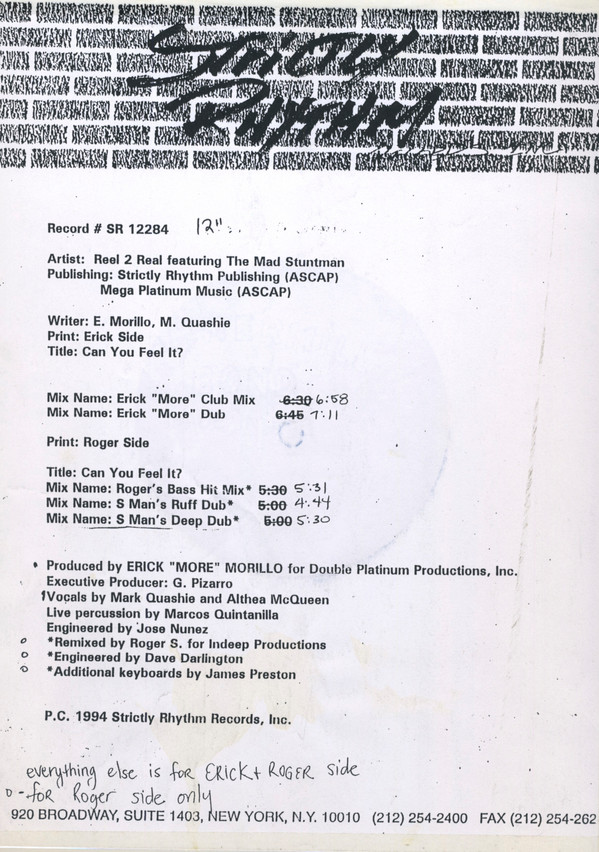 STRICTLY
RHYTHM
Record # SR 12284 12"
Artist: Reel 2 Real featuring The Mad Stuntman
Publishing: Strictly Rhythm Publishing (ASCAP)
Mega Platinum Music (ASCAP)
Writer: E. Morillo, M. Quashie
Print: Erick Side
Title: Can You Feel It?
Mix Name: Erick "More" Club Mix 6:30 6:58
Mix Name: Erick "More" Dub 6:45 7:11
Print: Roger Side
Title: Can You Feel It?
Mix Name: Roger's Bass Hit Mix* 5:30 5:31
Mix Name: S Man's Ruff Dub* 5:00 4:44
Mix Name: S Man's Deep Dub* 5:00 5:30
Produced by ERICK "MORE" MORILLO for Double Platinum Productions, Inc.
Executive Producer: G. Pizarro
Vocals by Mark Quashie and Althea McQueen
Live percussion by Marcos Quintanilla
Engineered by Jose Nunez
o *Remixed by Roger S. for Indeep Productions
o *Engineered by Dave Darlington
o *Additional keyboards by James Preston
P.C. 1994 Strictly Rhythm Records, Inc.
everything else is for ERICK + ROGER side
o - for Roger side only
920 BROADWAY, SUITE 1403, NEW YORK, N.Y. 10010 (212) 254-2400 FAX (212) 254-262